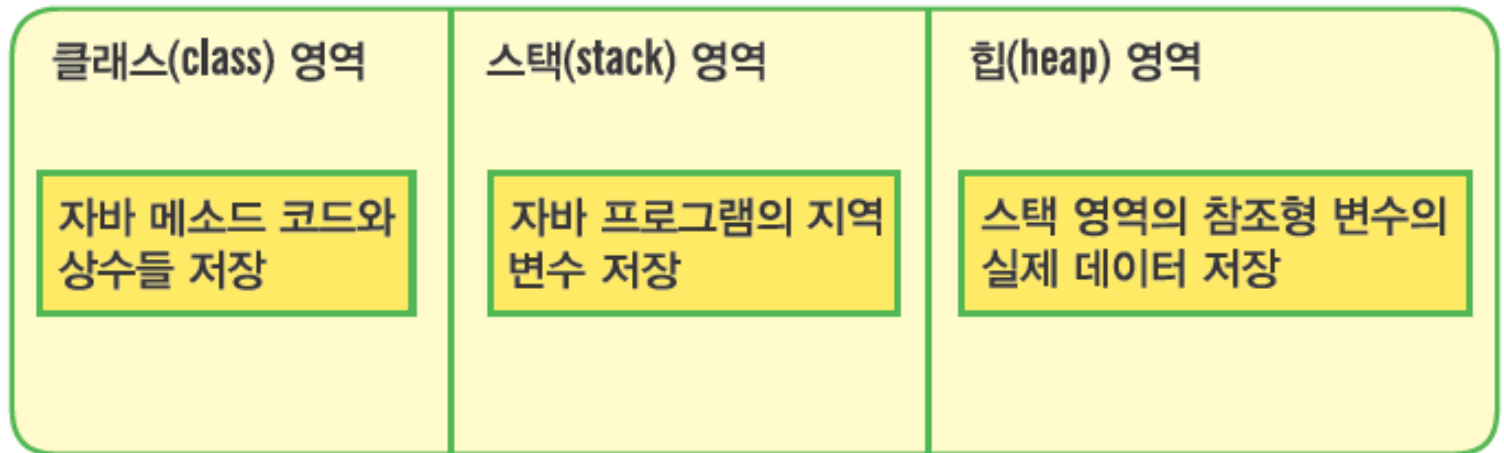 클래스(class) 영역
자바 메소드 코드와
상수들 저장
스택(stack) 영역
자바 프로그램의 지역
변수 저장
힙(heap) 영역
스택 영역의 참조형 변수의
실제 데이터 저장